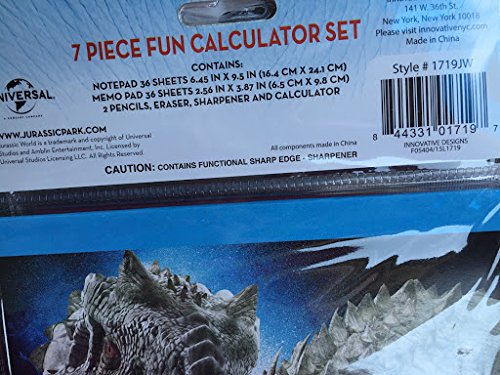 141 W. 36th St.
New York, New York 10018
Please visit innovativenyc.com
Made in China
7 PIECE FUN CALCULATOR SET
CONTAINS:
NOTEPAD 36 SHEETS 6.45 IN X 9.5 IN (16.4 CM X 24.1 CM)
MEMO PAD 36 SHEETS 2.56 IN X 3.87 IN (6.5 CM X 9.8 CM)
2 PENCILS, ERASER, SHARPENER AND CALCULATOR
Style # 1719JW
NIVERSAL
WWW.JURASSICPARK.COM
Jurassic World is a trademark and copyright of Universal
Studios and Amblin Entertainment, Inc. Licensed by
Universal Studios Licensing LLC. All Rights Reserved.
All components made in China
8 44331 01719 7
INNOVATIVE DESIGNS
F05404/15L1719
CAUTION: CONTAINS FUNCTIONAL SHARP EDGE - SHARPENER